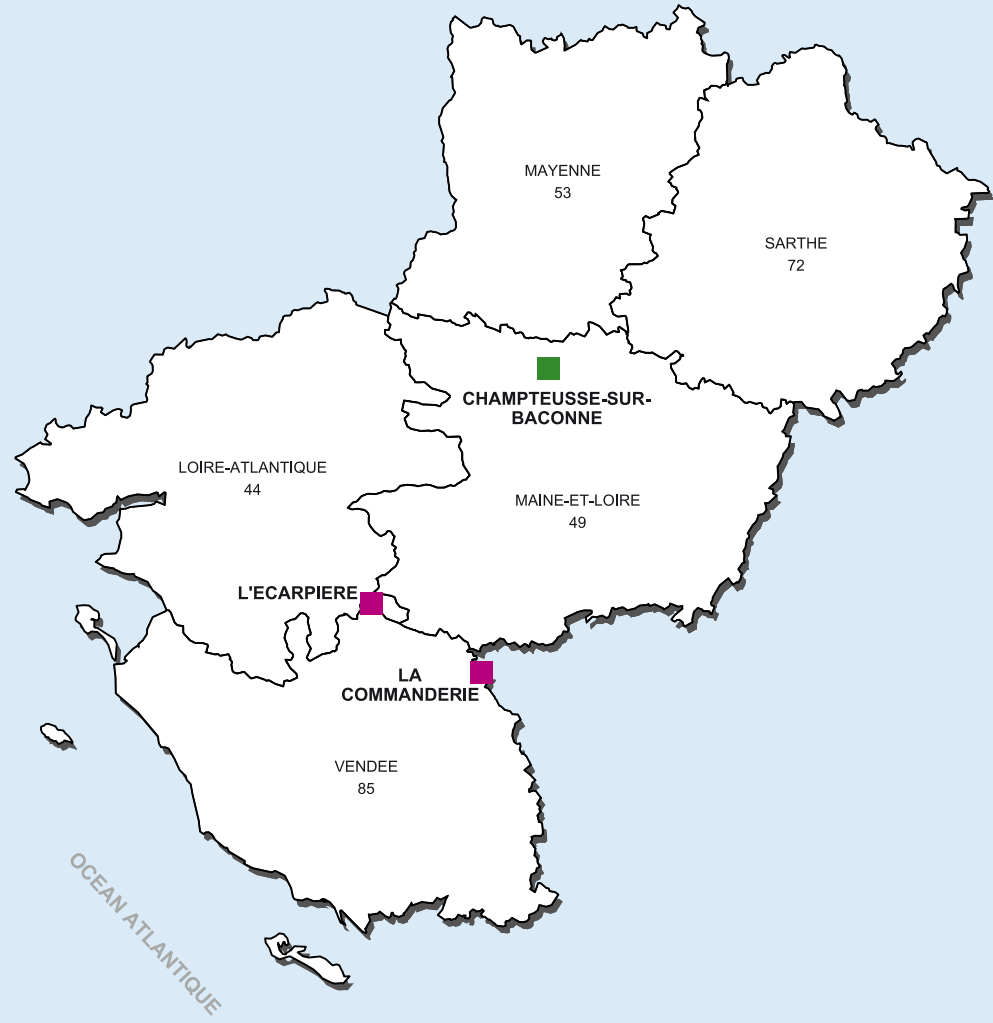 MAYENNE
53
SARTHE
72
CHAMPTEUSSE-SUR-
BACONNE
LOIRE-ATLANTIQUE
44
MAINE-ET-LOIRE
49
L'ECARPIERE
LA
COMMANDERIE
VENDEE
85
OCEAN ATLANTIQUE